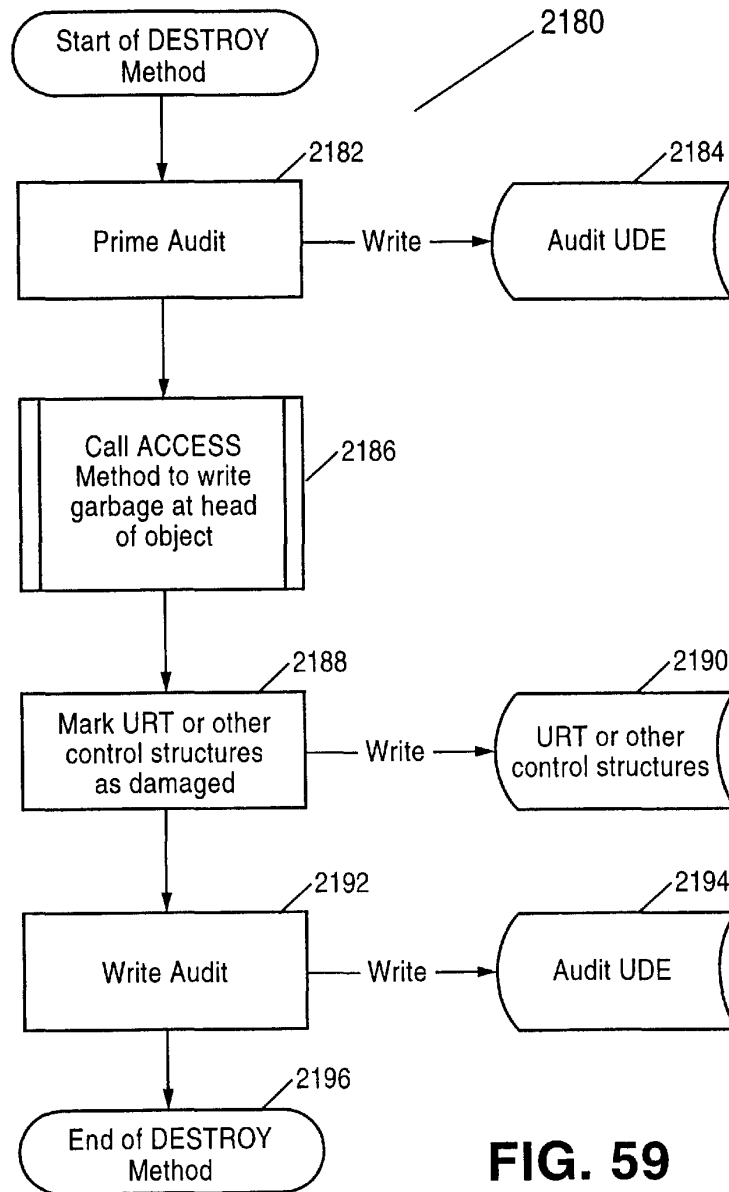 Start of DESTROY
Method
2180
2182
Prime Audit
Write
2184
Audit UDE
Call ACCESS
Method to write
garbage at head
of object
2186
2188
Mark URT or other
control structures
as damaged
Write
2190
URT or other
control structures
2192
Write Audit
Write
2194
Audit UDE
2196
End of DESTROY
Method
FIG. 59